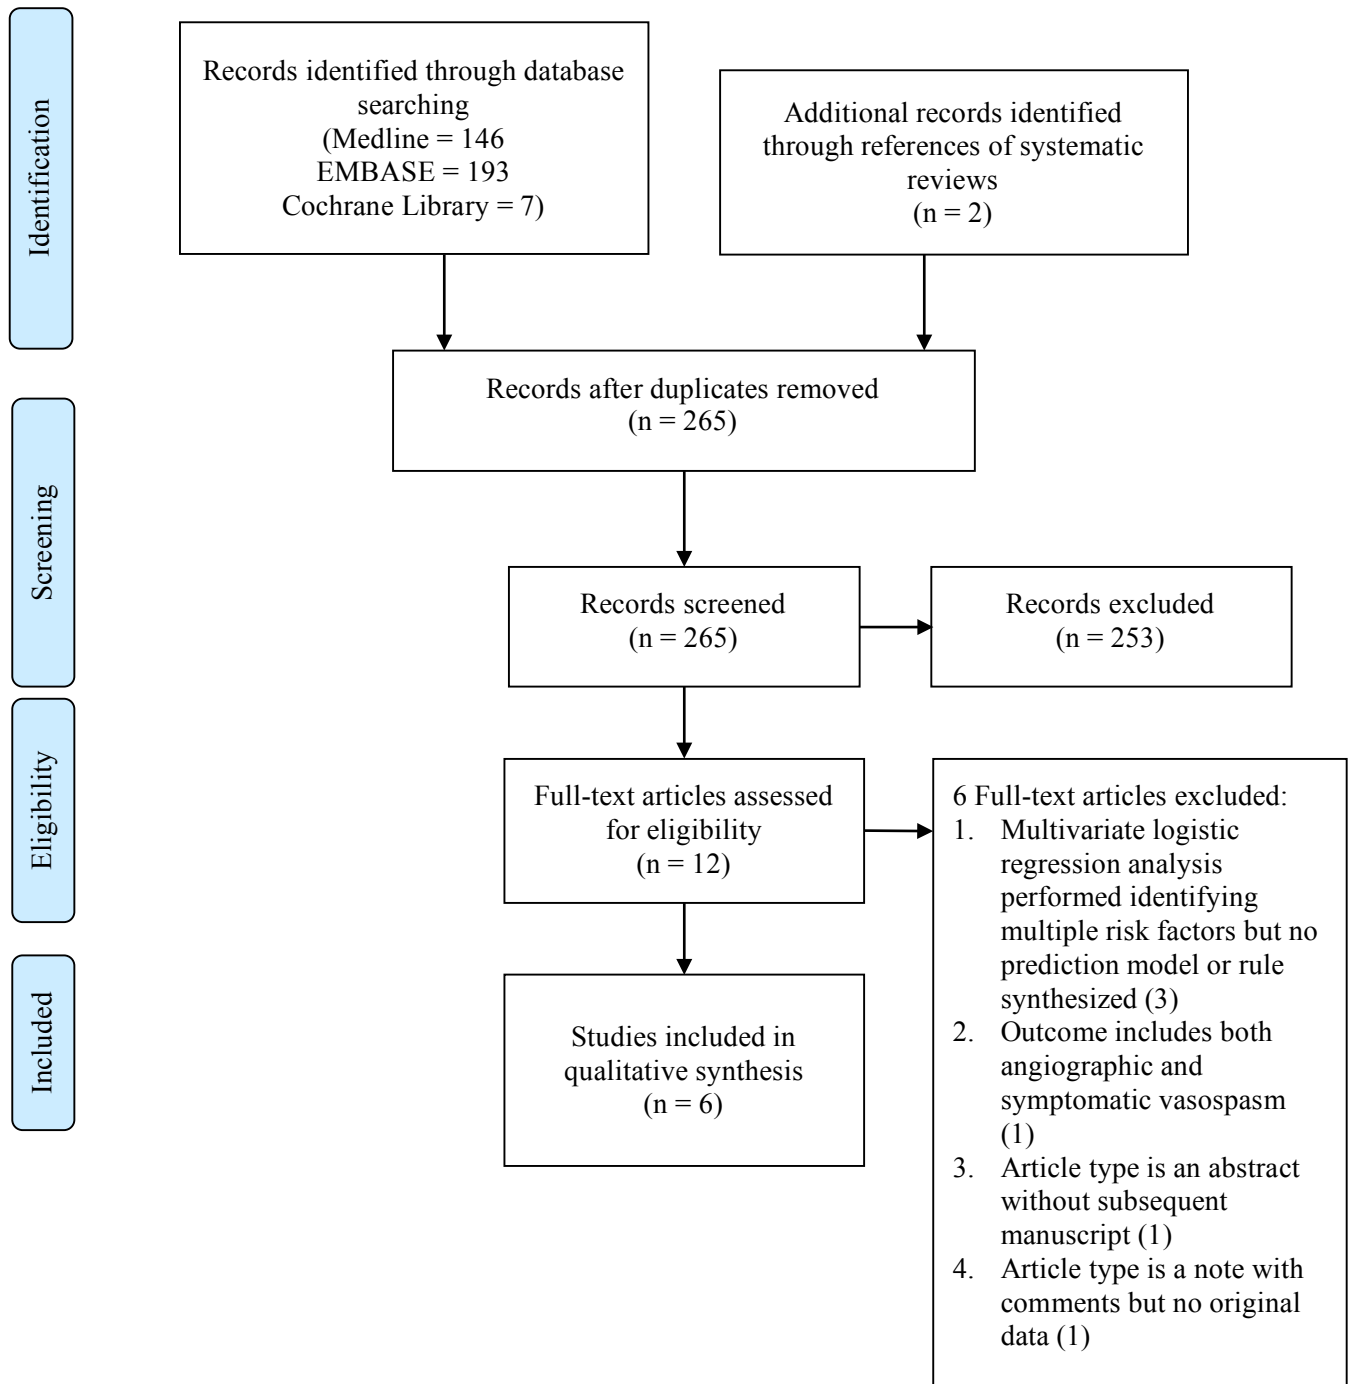 Identification
Records identified through database
searching
(Medline = 146
EMBASE = 193
Cochrane Library = 7)
Additional records identified
through references of systematic
reviews
(n = 2)
Records after duplicates removed
(n = 265)
Screening
Records screened
(n = 265)
Records excluded
(n = 253)
Eligibility
Full-text articles assessed
for eligibility
(n = 12)
6 Full-text articles excluded:
1. Multivariate logistic
regression analysis
performed identifying
multiple risk factors but no
prediction model or rule
synthesized (3)
2. Outcome includes both
angiographic and
symptomatic vasospasm
(1)
3. Article type is an abstract
without subsequent
manuscript (1)
4. Article type is a note with
comments but no original
data (1)
Included
Studies included in
qualitative synthesis
(n = 6)